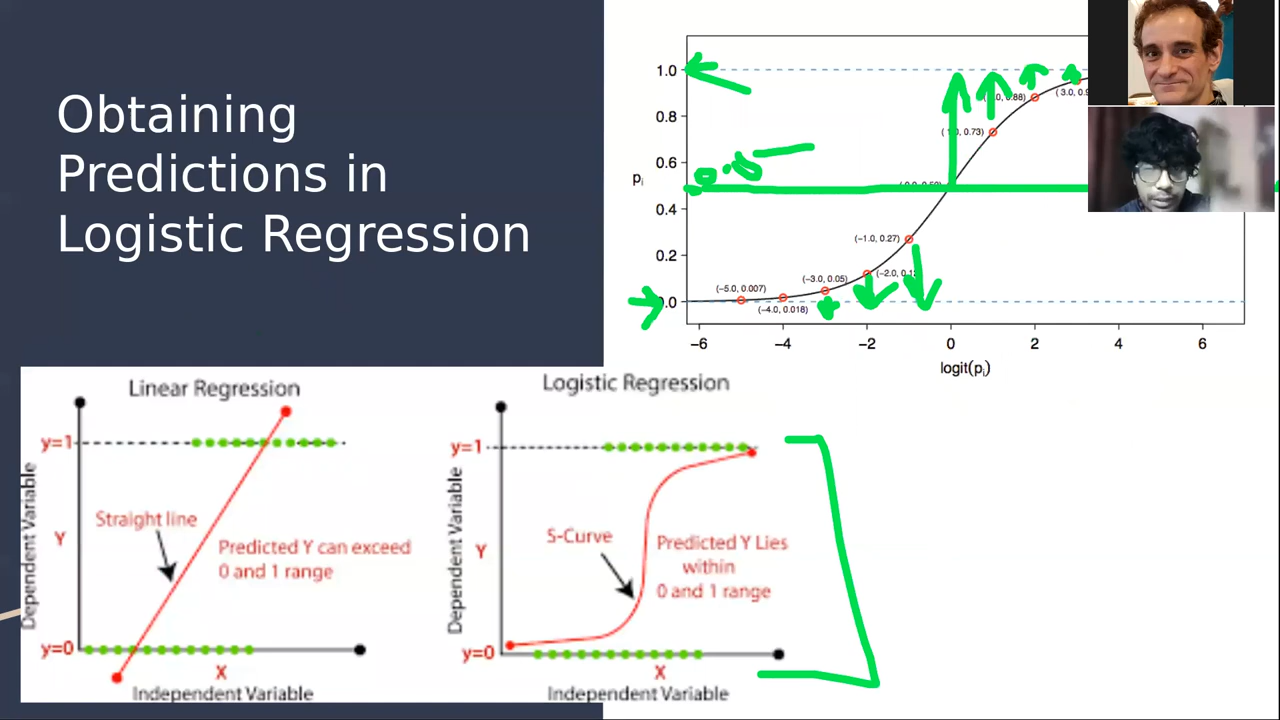 Obtaining
Predictions in
Logistic Regression
1.0
0.8
0.6
0.4
0.2
0.0
pi
0.5
(1.0, 0.73)
(−1.0, 0.27)
(−3.0, 0.05)
(−5.0, 0.007)
(−4.0, 0.018)
−6
−4
−2
0
2
4
6
logit(pi)
Linear Regression
y=1
Dependent Variable
Y
Straight line
Predicted Y can exceed
0 and 1 range
y=0
X
Independent Variable
Logistic Regression
y=1
Dependent Variable
Y
S-Curve
Predicted Y Lies
within
0 and 1 range
y=0
X
Independent Variable